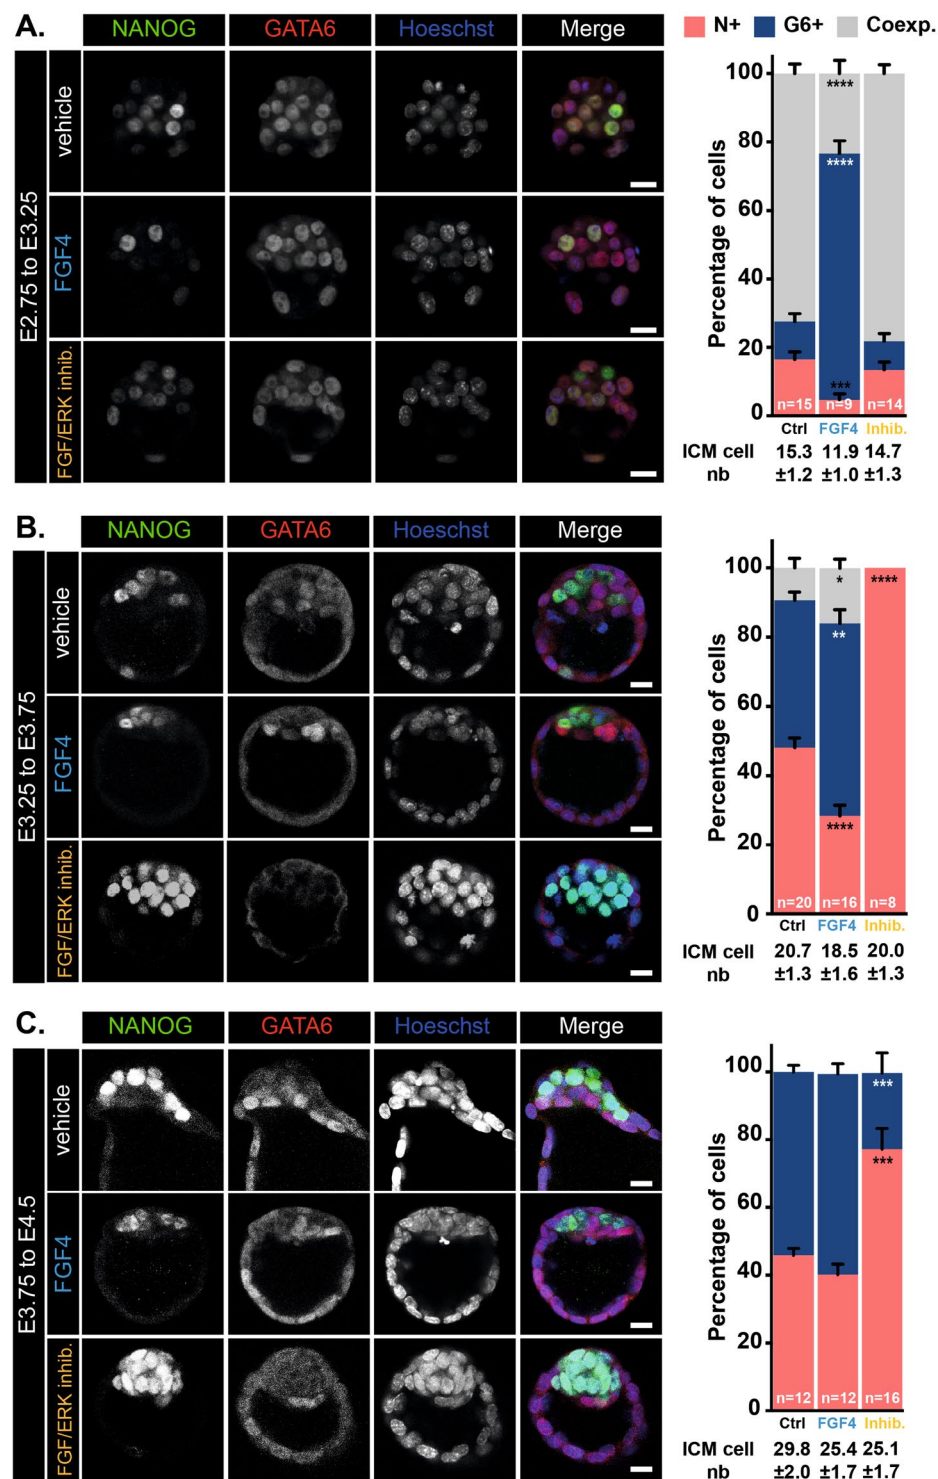 A.
NANOG GATA6 Hoeschst Merge
N+ G6+ Coexp.
E2.75 to E3.25
vehicle
FGF4
FGF/ERK inhib.
Percentage of cells
100
80
60
40
20
0
****
****
***
n=15 n=9 n=14
Ctrl FGF4 Inhib.
ICM cell 15.3 11.9 14.7
nb ±1.2 ±1.0 ±1.3
B.
NANOG GATA6 Hoeschst Merge
E3.25 to E3.75
vehicle
FGF4
FGF/ERK inhib.
Percentage of cells
100
80
60
40
20
0
* ****
**
****
n=20 n=16 n=8
Ctrl FGF4 Inhib.
ICM cell 20.7 18.5 20.0
nb ±1.3 ±1.6 ±1.3
C.
NANOG GATA6 Hoeschst Merge
E3.75 to E4.5
vehicle
FGF4
FGF/ERK inhib.
Percentage of cells
100
80
60
40
20
0
***
***
n=12 n=12 n=16
Ctrl FGF4 Inhib.
ICM cell 29.8 25.4 25.1
nb ±2.0 ±1.7 ±1.7